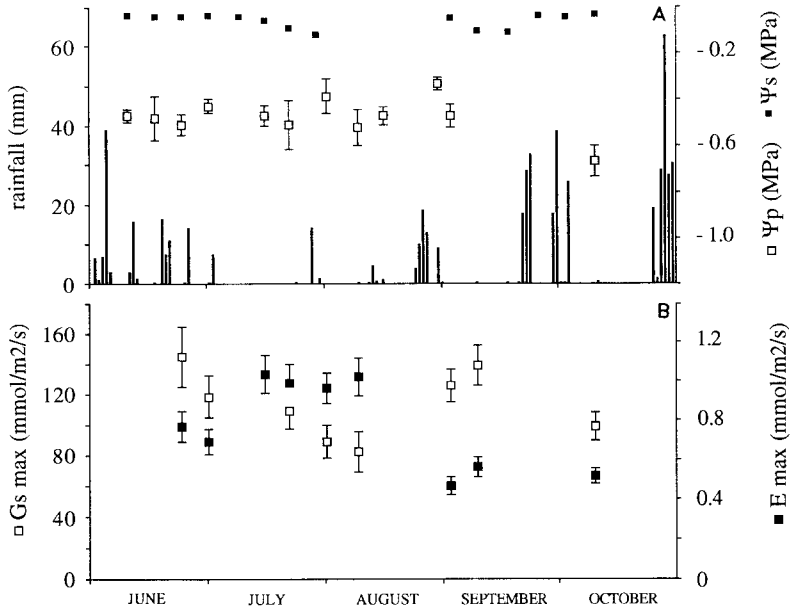 A
60
40
20
0
rainfall (mm)
- 0.2
- 0.6
- 1.0
■ Ψs (MPa)
□ Ψp (MPa)
B
160
120
80
40
0
□ Gs max (mmol/m2/s)
1.2
0.8
0.4
0
■ E max (mmol/m2/s)
JUNE JULY AUGUST SEPTEMBER OCTOBER